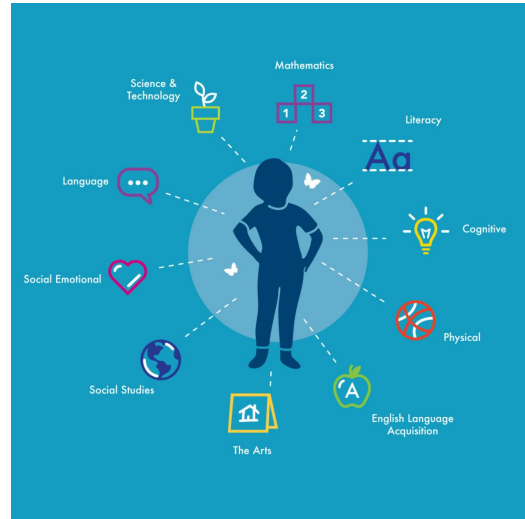 Mathematics
2
1 3
Science &
Technology
Literacy
Aa
Language
Cognitive
Social Emotional
Physical
Social Studies
A
English Language
Acquisition
The Arts